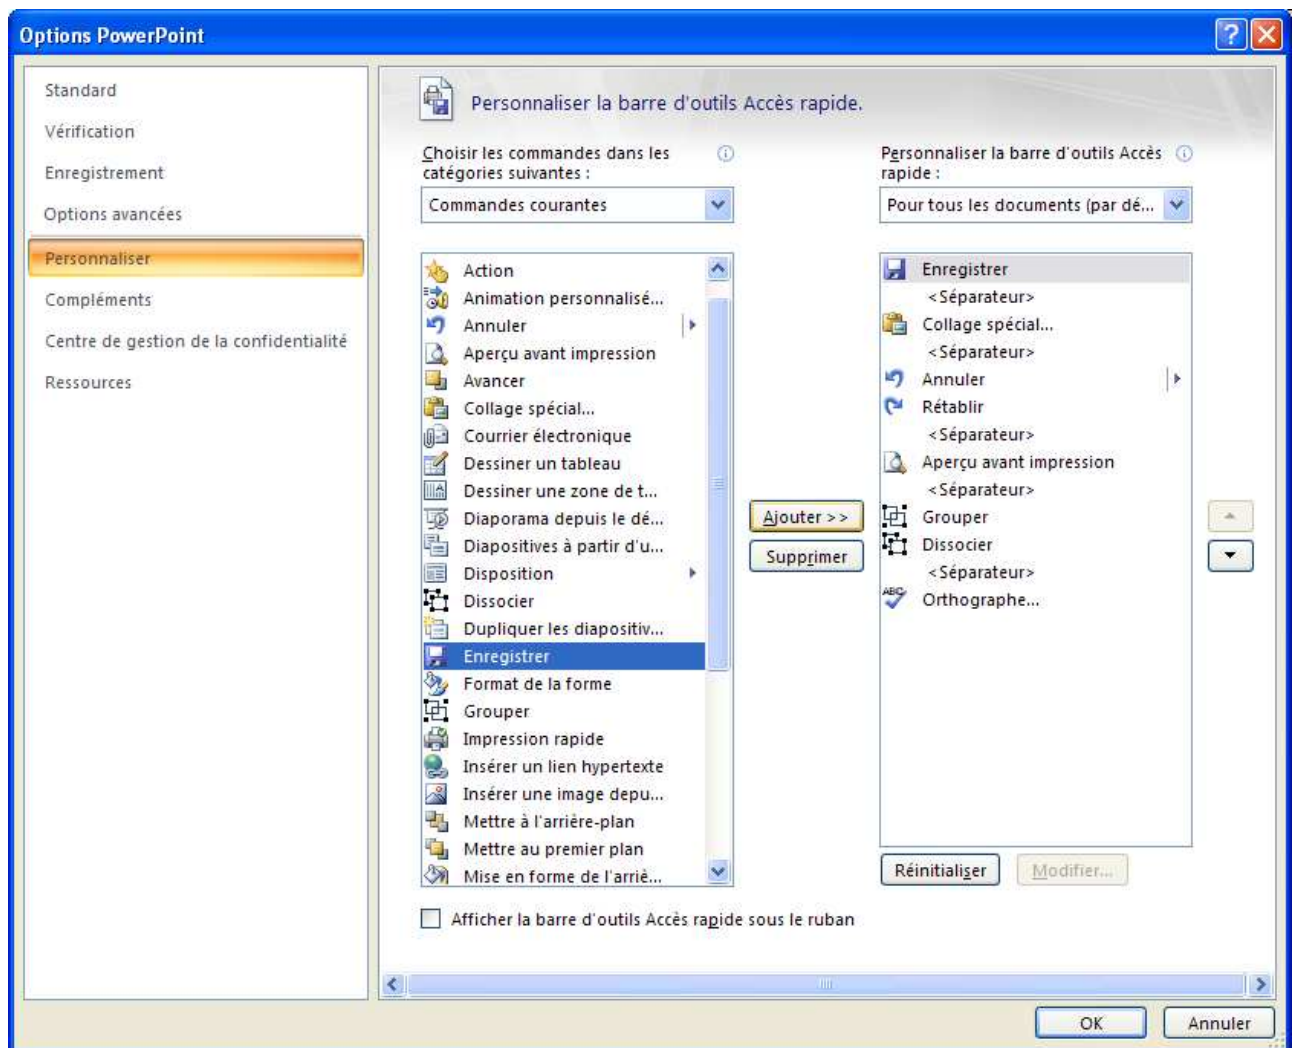 Options PowerPoint
Standard
Vérification
Enregistrement
Options avancées
Personnaliser
Compléments
Centre de gestion de la confidentialité
Ressources
Personnaliser la barre d'outils Accès rapide.
Choisir les commandes dans les
catégories suivantes :
Commandes courantes
Action
Animation personnalisé...
Annuler
Aperçu avant impression
Avancer
Collage spécial...
Courrier électronique
Dessiner un tableau
Dessiner une zone de t...
Diaporama depuis le dé...
Diapositives à partir d'u...
Disposition
Dissocier
Dupliquer les diapositiv...
Enregistrer
Format de la forme
Grouper
Impression rapide
Insérer un lien hypertexte
Insérer une image depu...
Mettre à l'arrière-plan
Mettre au premier plan
Mise en forme de l'arriè...
Ajouter >>
Supprimer
Personnaliser la barre d'outils Accès
rapide :
Pour tous les documents (par dé...
Enregistrer
<Séparateur>
Collage spécial...
<Séparateur>
Annuler
Rétablir
<Séparateur>
Aperçu avant impression
<Séparateur>
Grouper
Dissocier
<Séparateur>
ABC
Orthographe...
Réinitialiser
Modifier...
Afficher la barre d'outils Accès rapide sous le ruban
OK
Annuler